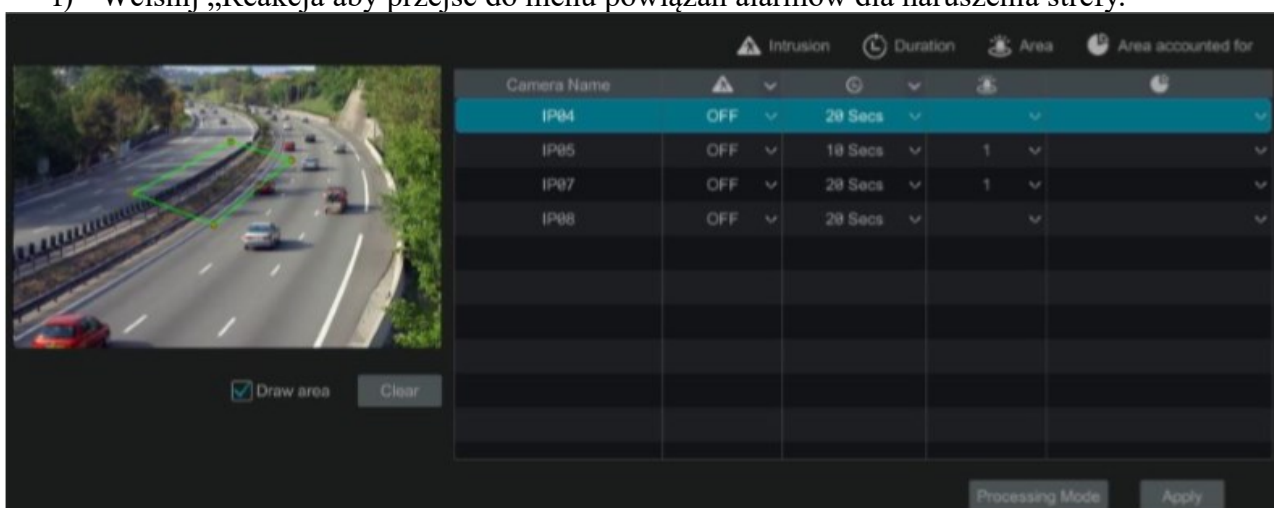 Wciśnij „Reakcja aby przejść do menu powiązań alarmów dla naruszenia strefy.
Intrusion Duration Area Area accounted for
Camera Name
IP04 OFF 20 Secs
IP05 OFF 10 Secs 1
IP07 OFF 20 Secs 1
IP08 OFF 20 Secs
Draw area Clear
Processing Mode Apply